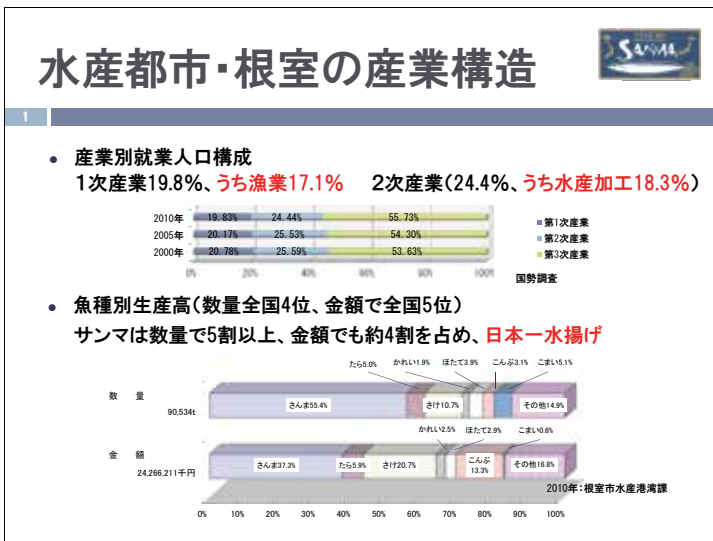 水産都市・根室の産業構造
SANMA
1
• 産業別就業人口構成
1次産業19.8%、うち漁業17.1%　2次産業(24.4%、うち水産加工18.3%)
2010年 19.83% 24.44% 55.73%
2005年 20.17% 25.53% 54.30%
2000年 20.78% 25.59% 53.63%
0% 20% 40% 60% 80% 100%
■第1次産業
■第2次産業
■第3次産業
国勢調査
• 魚種別生産高(数量全国4位、金額で全国5位)
サンマは数量で5割以上、金額でも約4割を占め、日本一水揚げ
たら5.0% かれい1.9% ほたて3.9% こんぶ3.1% こまい5.1%
数　量 さんま55.4% さけ10.7% その他14.9%
90,534t
かれい2.5% ほたて2.9% こまい0.6%
金　額 さんま37.3% たら5.9% さけ20.7% こんぶ13.3% その他16.8%
24,266,211千円
2010年:根室市水産港湾課
0% 10% 20% 30% 40% 50% 60% 70% 80% 90% 100%